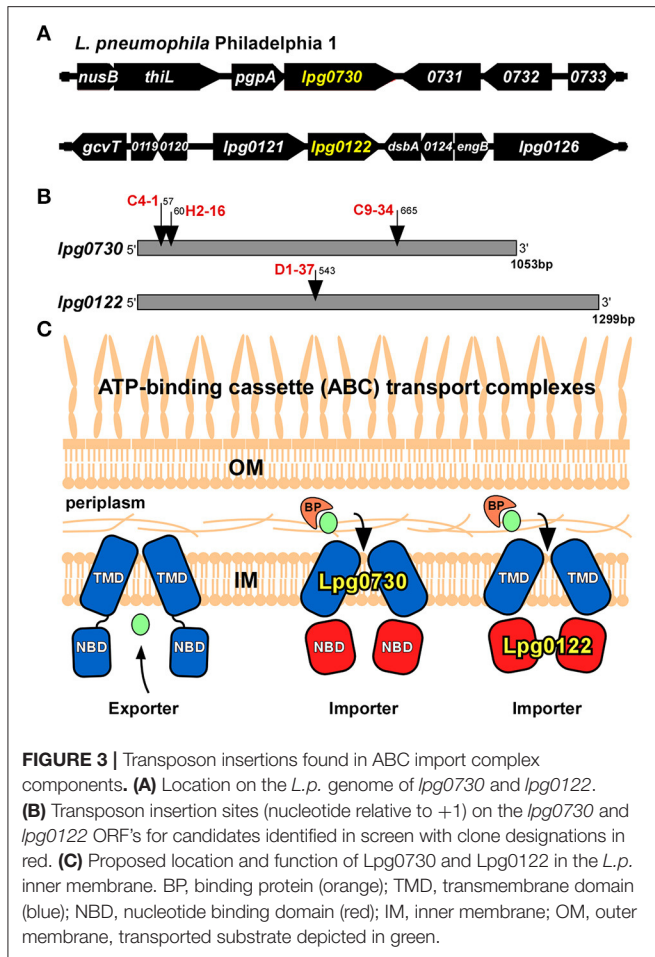 A
L. pneumophila Philadelphia 1
nusB thiL pgpA lpg0730 0731 0732 0733
gcvT 0119 0120 lpg0121 lpg0122 dsbA 0124 engB lpg0126
B
C4-1 57 60 H2-16 C9-34 665
lpg0730 5' 3'
1053bp
D1-37 543
lpg0122 5' 3'
1299bp
C
ATP-binding cassette (ABC) transport complexes
OM
periplasm BP BP
TMD TMD IM Lpg0730 TMD TMD
NBD NBD NBD NBD Lpg0122
Exporter Importer Importer
FIGURE 3 | Transposon insertions found in ABC import complex
components. (A) Location on the L.p. genome of lpg0730 and lpg0122.
(B) Transposon insertion sites (nucleotide relative to +1) on the lpg0730 and
lpg0122 ORF's for candidates identified in screen with clone designations in
red. (C) Proposed location and function of Lpg0730 and Lpg0122 in the L.p.
inner membrane. BP, binding protein (orange); TMD, transmembrane domain
(blue); NBD, nucleotide binding domain (red); IM, inner membrane; OM, outer
membrane, transported substrate depicted in green.